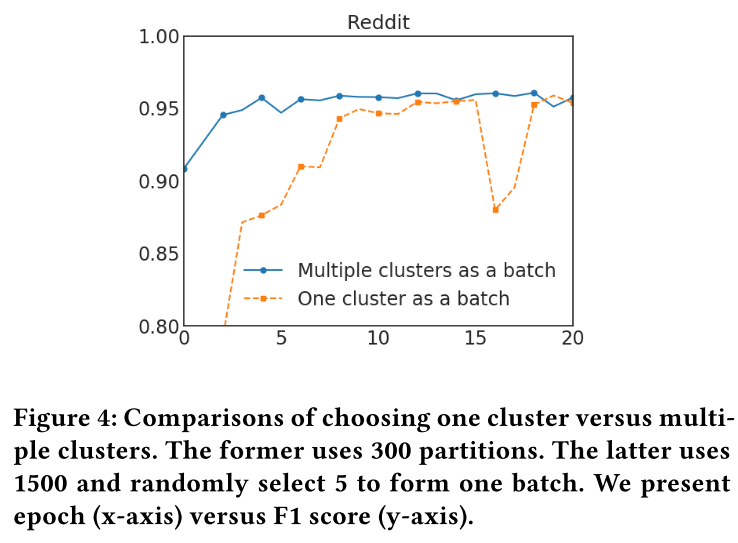 Reddit
1.00
0.95
0.90
0.85
0.80
Multiple clusters as a batch
One cluster as a batch
0 5 10 15 20
Figure 4: Comparisons of choosing one cluster versus multi-
ple clusters. The former uses 300 partitions. The latter uses
1500 and randomly select 5 to form one batch. We present
epoch (x-axis) versus F1 score (y-axis).